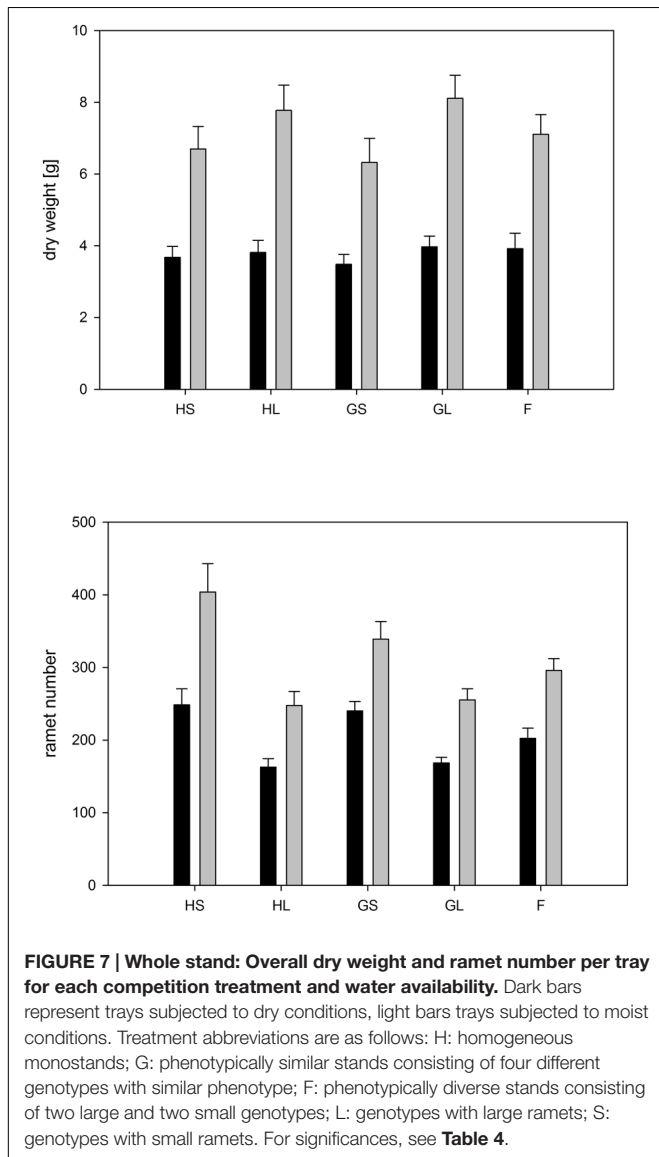 10
8
6
4
2
0
dry weight [g]
HS HL GS GL F
500
400
300
200
100
0
ramet number
HS HL GS GL F
FIGURE 7 | Whole stand: Overall dry weight and ramet number per tray
for each competition treatment and water availability. Dark bars
represent trays subjected to dry conditions, light bars trays subjected to moist
conditions. Treatment abbreviations are as follows: H: homogeneous
monostands; G: phenotypically similar stands consisting of four different
genotypes with similar phenotype; F: phenotypically diverse stands consisting
of two large and two small genotypes; L: genotypes with large ramets; S:
genotypes with small ramets. For significances, see Table 4.